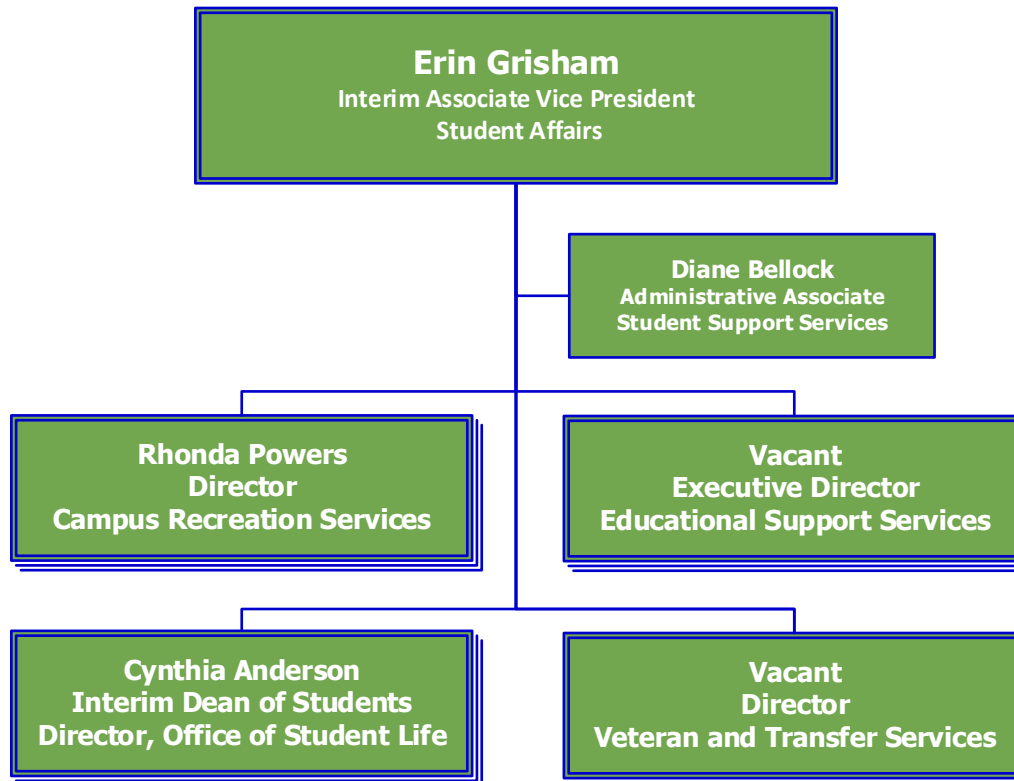 Erin Grisham
Interim Associate Vice President
Student Affairs
Diane Bellock
Administrative Associate
Student Support Services
Rhonda Powers
Director
Campus Recreation Services
Vacant
Executive Director
Educational Support Services
Cynthia Anderson
Interim Dean of Students
Director, Office of Student Life
Vacant
Director
Veteran and Transfer Services